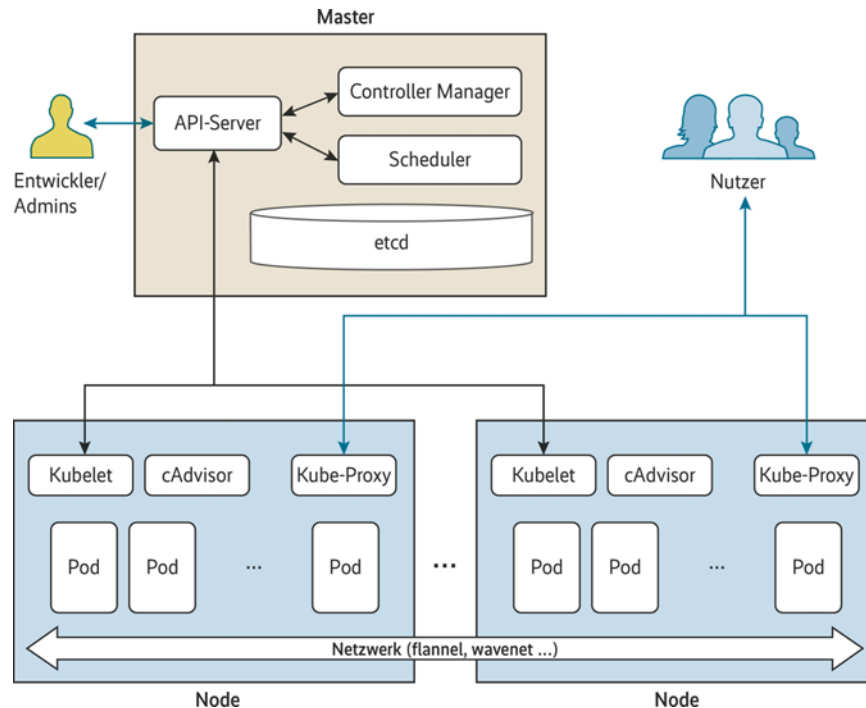 Master
API-Server
Controller Manager
Scheduler
etcd
Entwickler/
Admins
Nutzer
Kubelet
cAdvisor
Kube-Proxy
Kubelet
cAdvisor
Kube-Proxy
Pod
Pod
...
Pod
...
Pod
Pod
...
Pod
Netzwerk (flannel, wavenet ...)
Node
Node